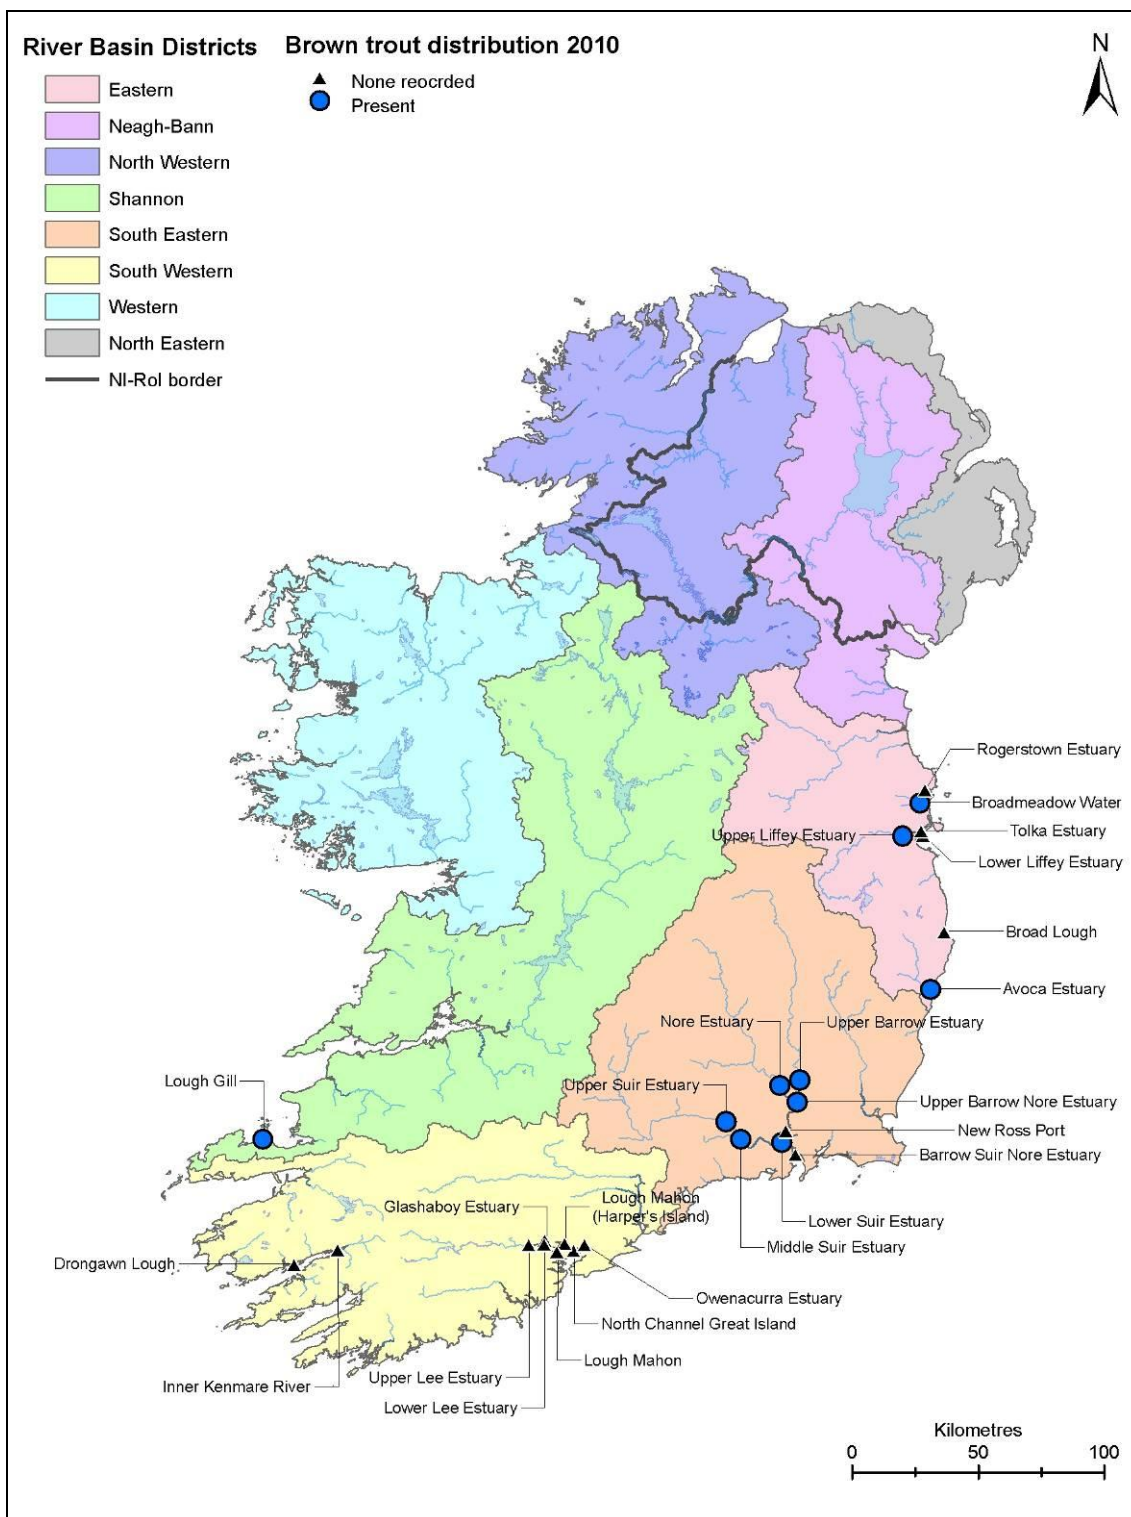 River Basin Districts
Eastern
Neagh-Bann
North Western
Shannon
South Eastern
South Western
Western
North Eastern
NI-RoI border
Brown trout distribution 2010
None reocrded
Present
N
Rogerstown Estuary
Broadmeadow Water
Tolka Estuary
Upper Liffey Estuary
Lower Liffey Estuary
Broad Lough
Avoca Estuary
Nore Estuary
Upper Barrow Estuary
Lough Gill
Upper Suir Estuary
Upper Barrow Nore Estuary
New Ross Port
Barrow Suir Nore Estuary
Glashaboy Estuary
Lough Mahon
(Harper's Island)
Lower Suir Estuary
Middle Suir Estuary
Drongawn Lough
Owenacurra Estuary
North Channel Great Island
Lough Mahon
Upper Lee Estuary
Inner Kenmare River
Lower Lee Estuary
Kilometres
0 50 100